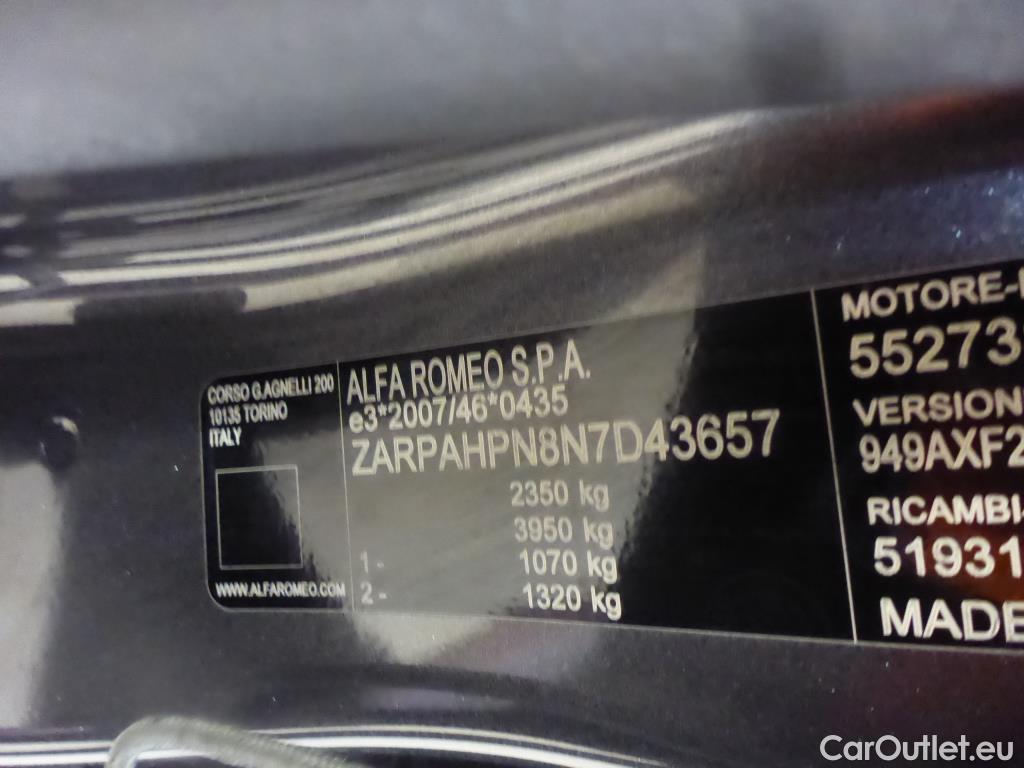 CORSO G.AGNELLI 200
10135 TORINO
ITALY
WWW.ALFAROMEO.COM
ALFA ROMEO S.P.A.
e3*2007/46*0435
ZARPAHPN8N7D43657
2350 kg
3950 kg
1 - 1070 kg
2 - 1320 kg
MOTORE-
55273
VERSION
949AXF2
RICAMBI-
51931
MADE
CarOutlet.eu